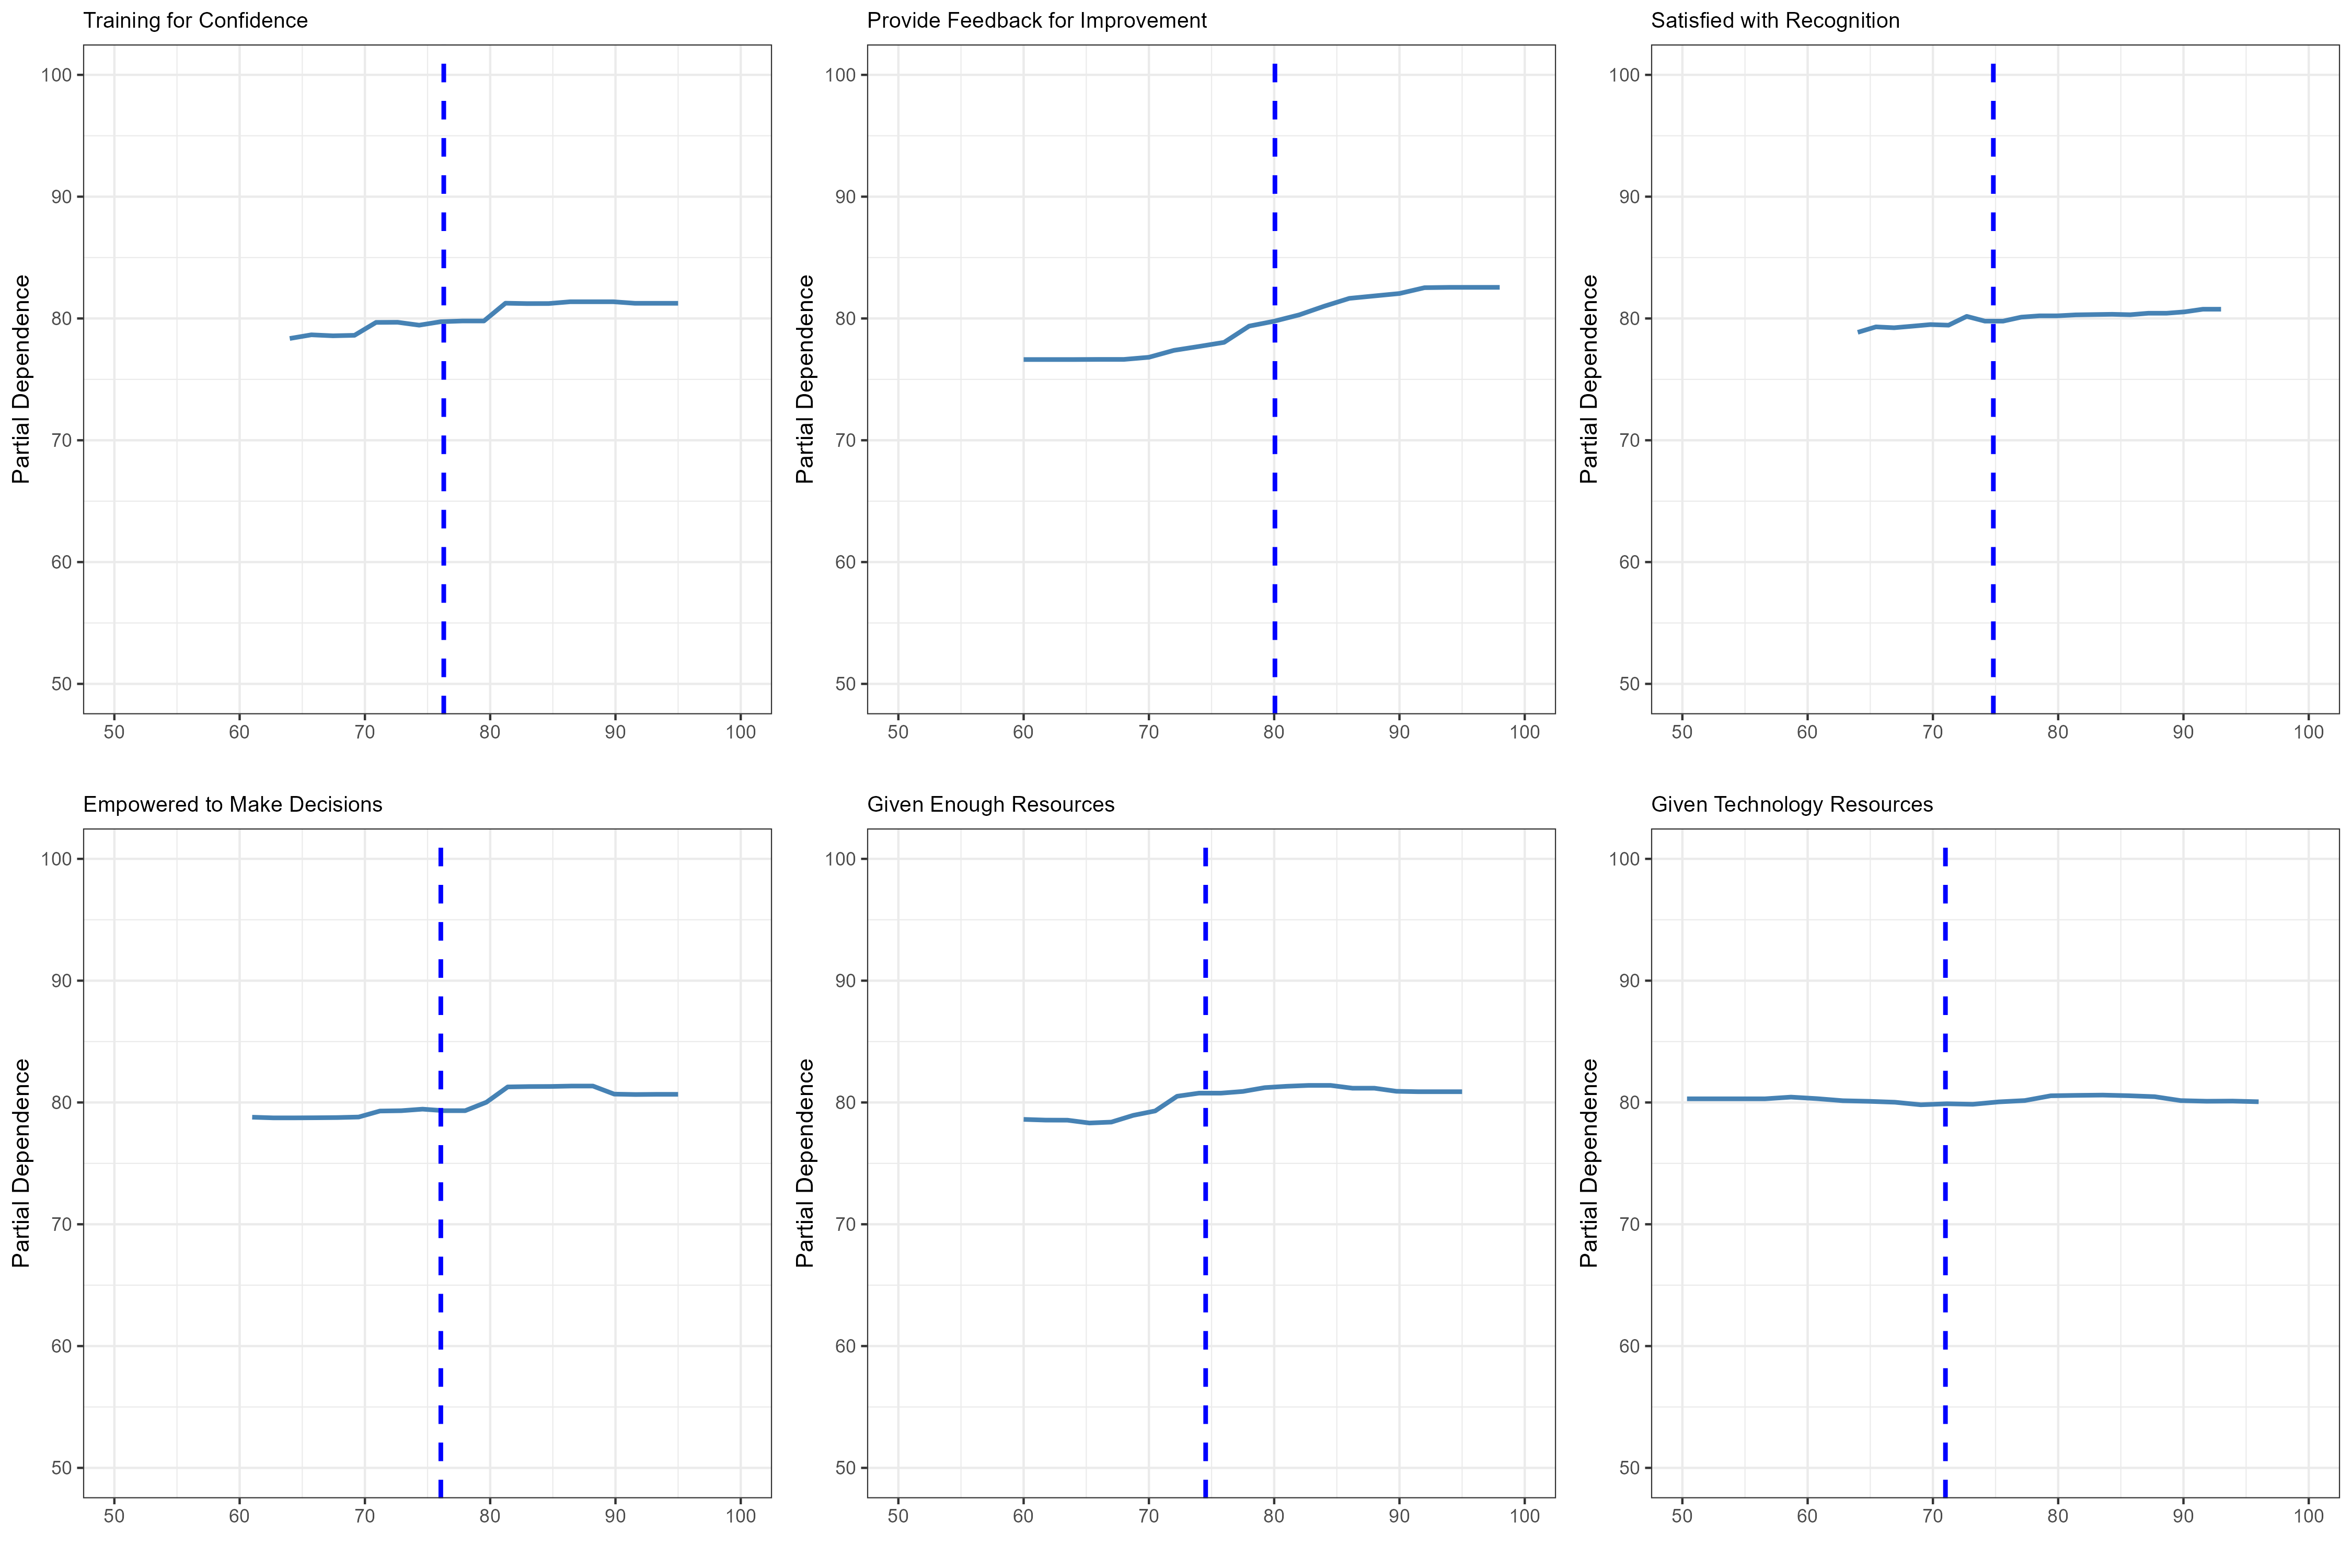 Training for Confidence
Provide Feedback for Improvement
Satisfied with Recognition
Partial Dependence
100
90
80
70
60
50
50 60 70 80 90 100
Partial Dependence
100
90
80
70
60
50
50 60 70 80 90 100
Partial Dependence
100
90
80
70
60
50
50 60 70 80 90 100
Empowered to Make Decisions
Given Enough Resources
Given Technology Resources
Partial Dependence
100
90
80
70
60
50
50 60 70 80 90 100
Partial Dependence
100
90
80
70
60
50
50 60 70 80 90 100
Partial Dependence
100
90
80
70
60
50
50 60 70 80 90 100